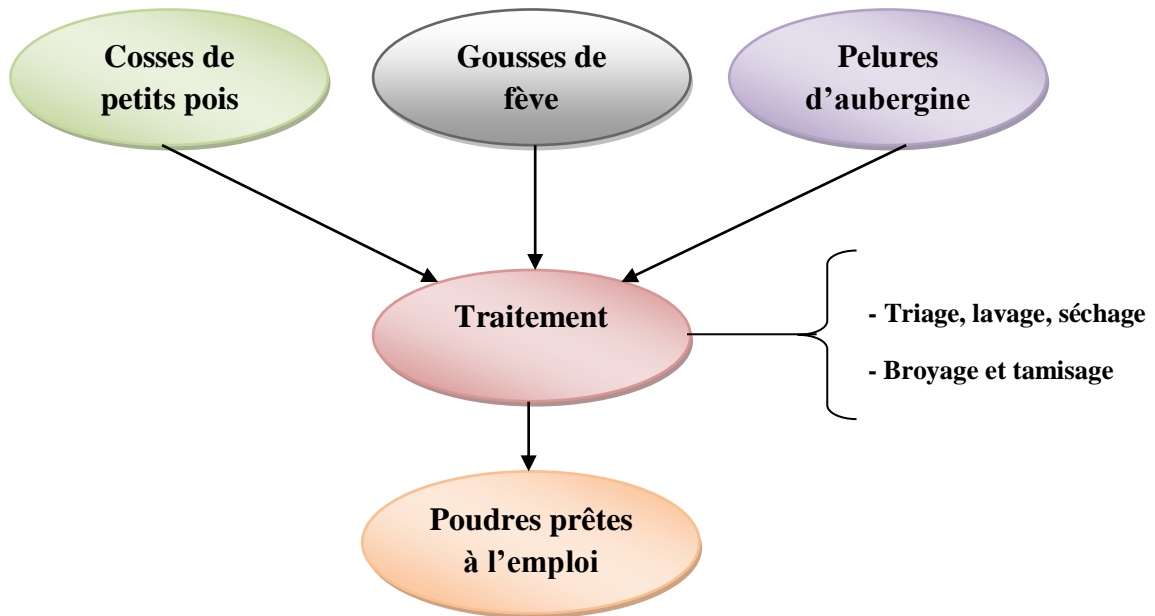 Cosses de
petits pois
Gousses de
fève
Pelures
d’aubergine
Traitement
- Triage, lavage, séchage
- Broyage et tamisage
Poudres prêtes
à l’emploi